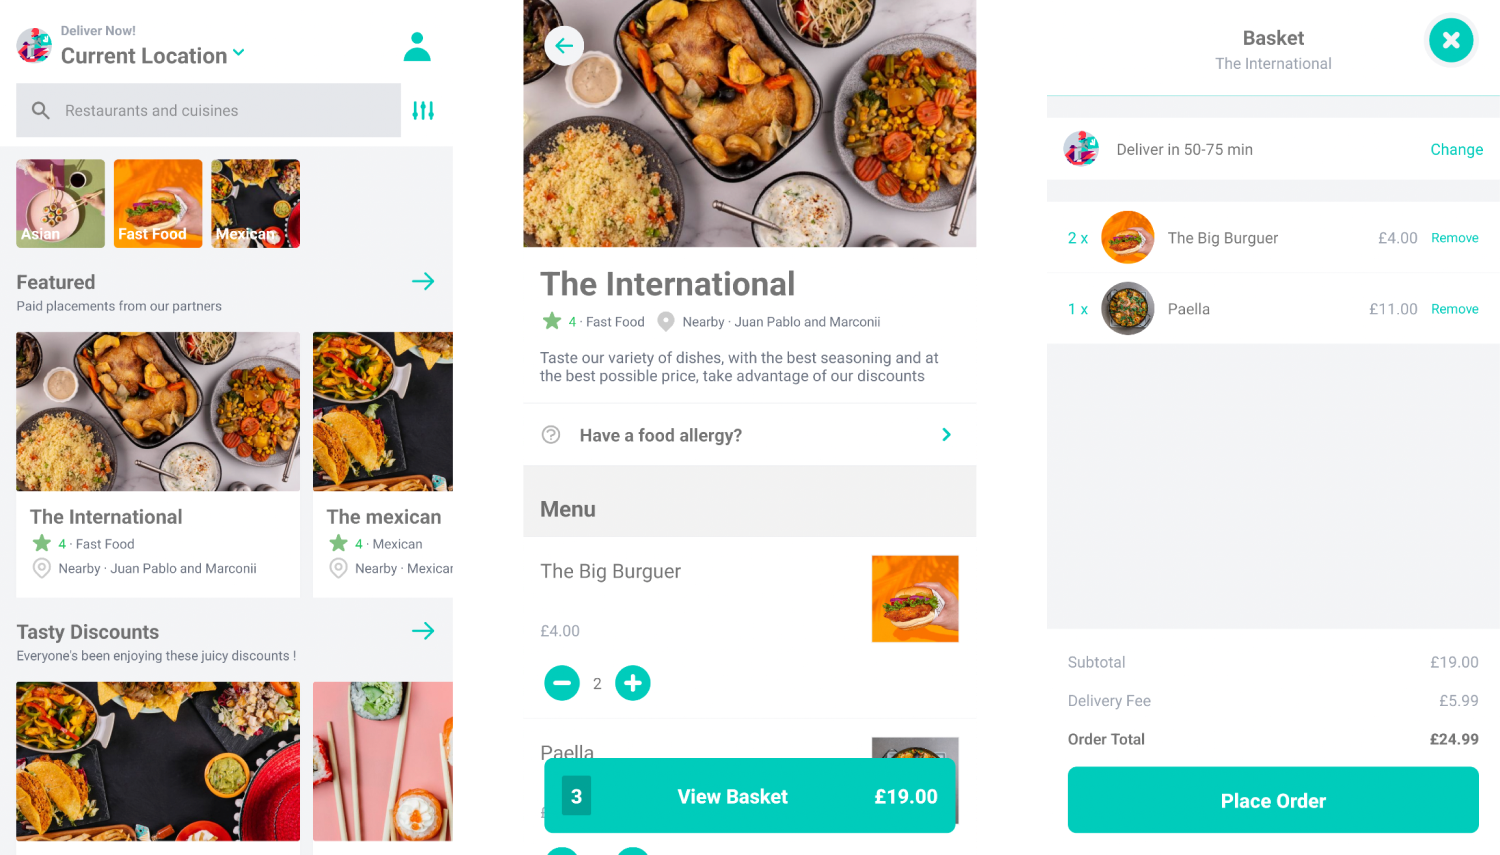 Deliver Now!
Current Location
Restaurants and cuisines
Asian
Fast Food
Mexican
Featured
Paid placements from our partners
The International
4 · Fast Food
Nearby · Juan Pablo and Marconii
The mexican
4 · Mexican
Nearby · Mexican
Tasty Discounts
Everyone's been enjoying these juicy discounts !
The International
4 · Fast Food
Nearby · Juan Pablo and Marconii
Taste our variety of dishes, with the best seasoning and at
the best possible price, take advantage of our discounts
Have a food allergy?
Menu
The Big Burguer
£4.00
2
Paella
3
View Basket
£19.00
Basket
The International
Deliver in 50-75 min
Change
2 x
The Big Burguer
£4.00
Remove
1 x
Paella
£11.00
Remove
Subtotal
£19.00
Delivery Fee
£5.99
Order Total
£24.99
Place Order